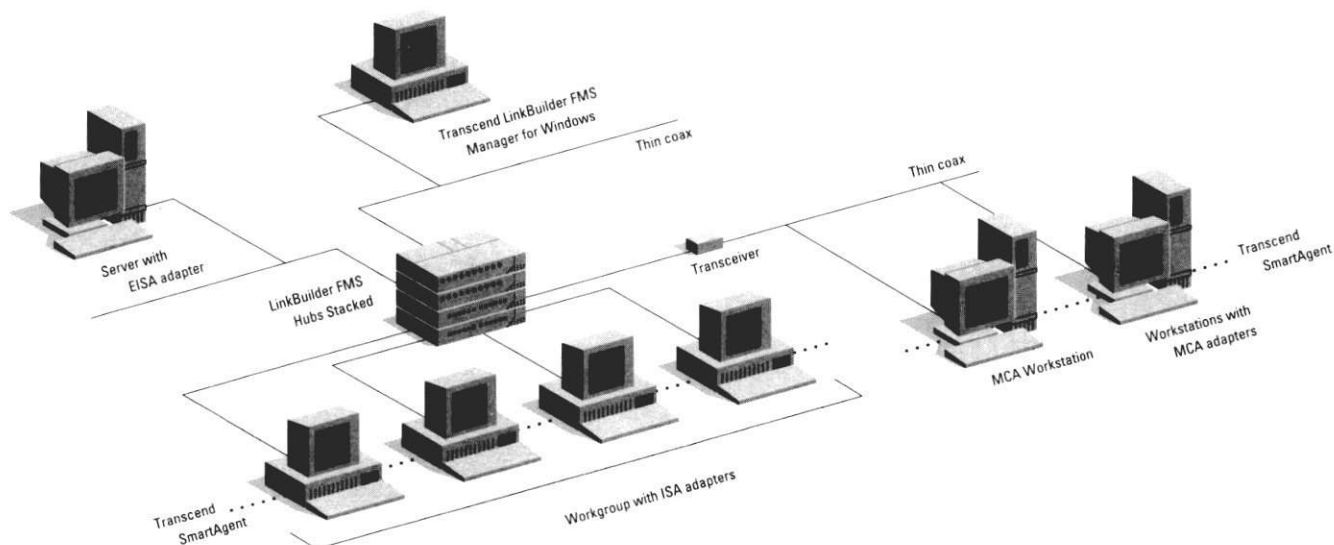 Transcend LinkBuilder FMS
Manager for Windows
Thin coax
Thin coax
Server with
EISA adapter
LinkBuilder FMS
Hubs Stacked
Transceiver
Transcend
SmartAgent
Workstations with
MCA adapters
MCA Workstation
Workgroup with ISA adapters
Transcend
SmartAgent